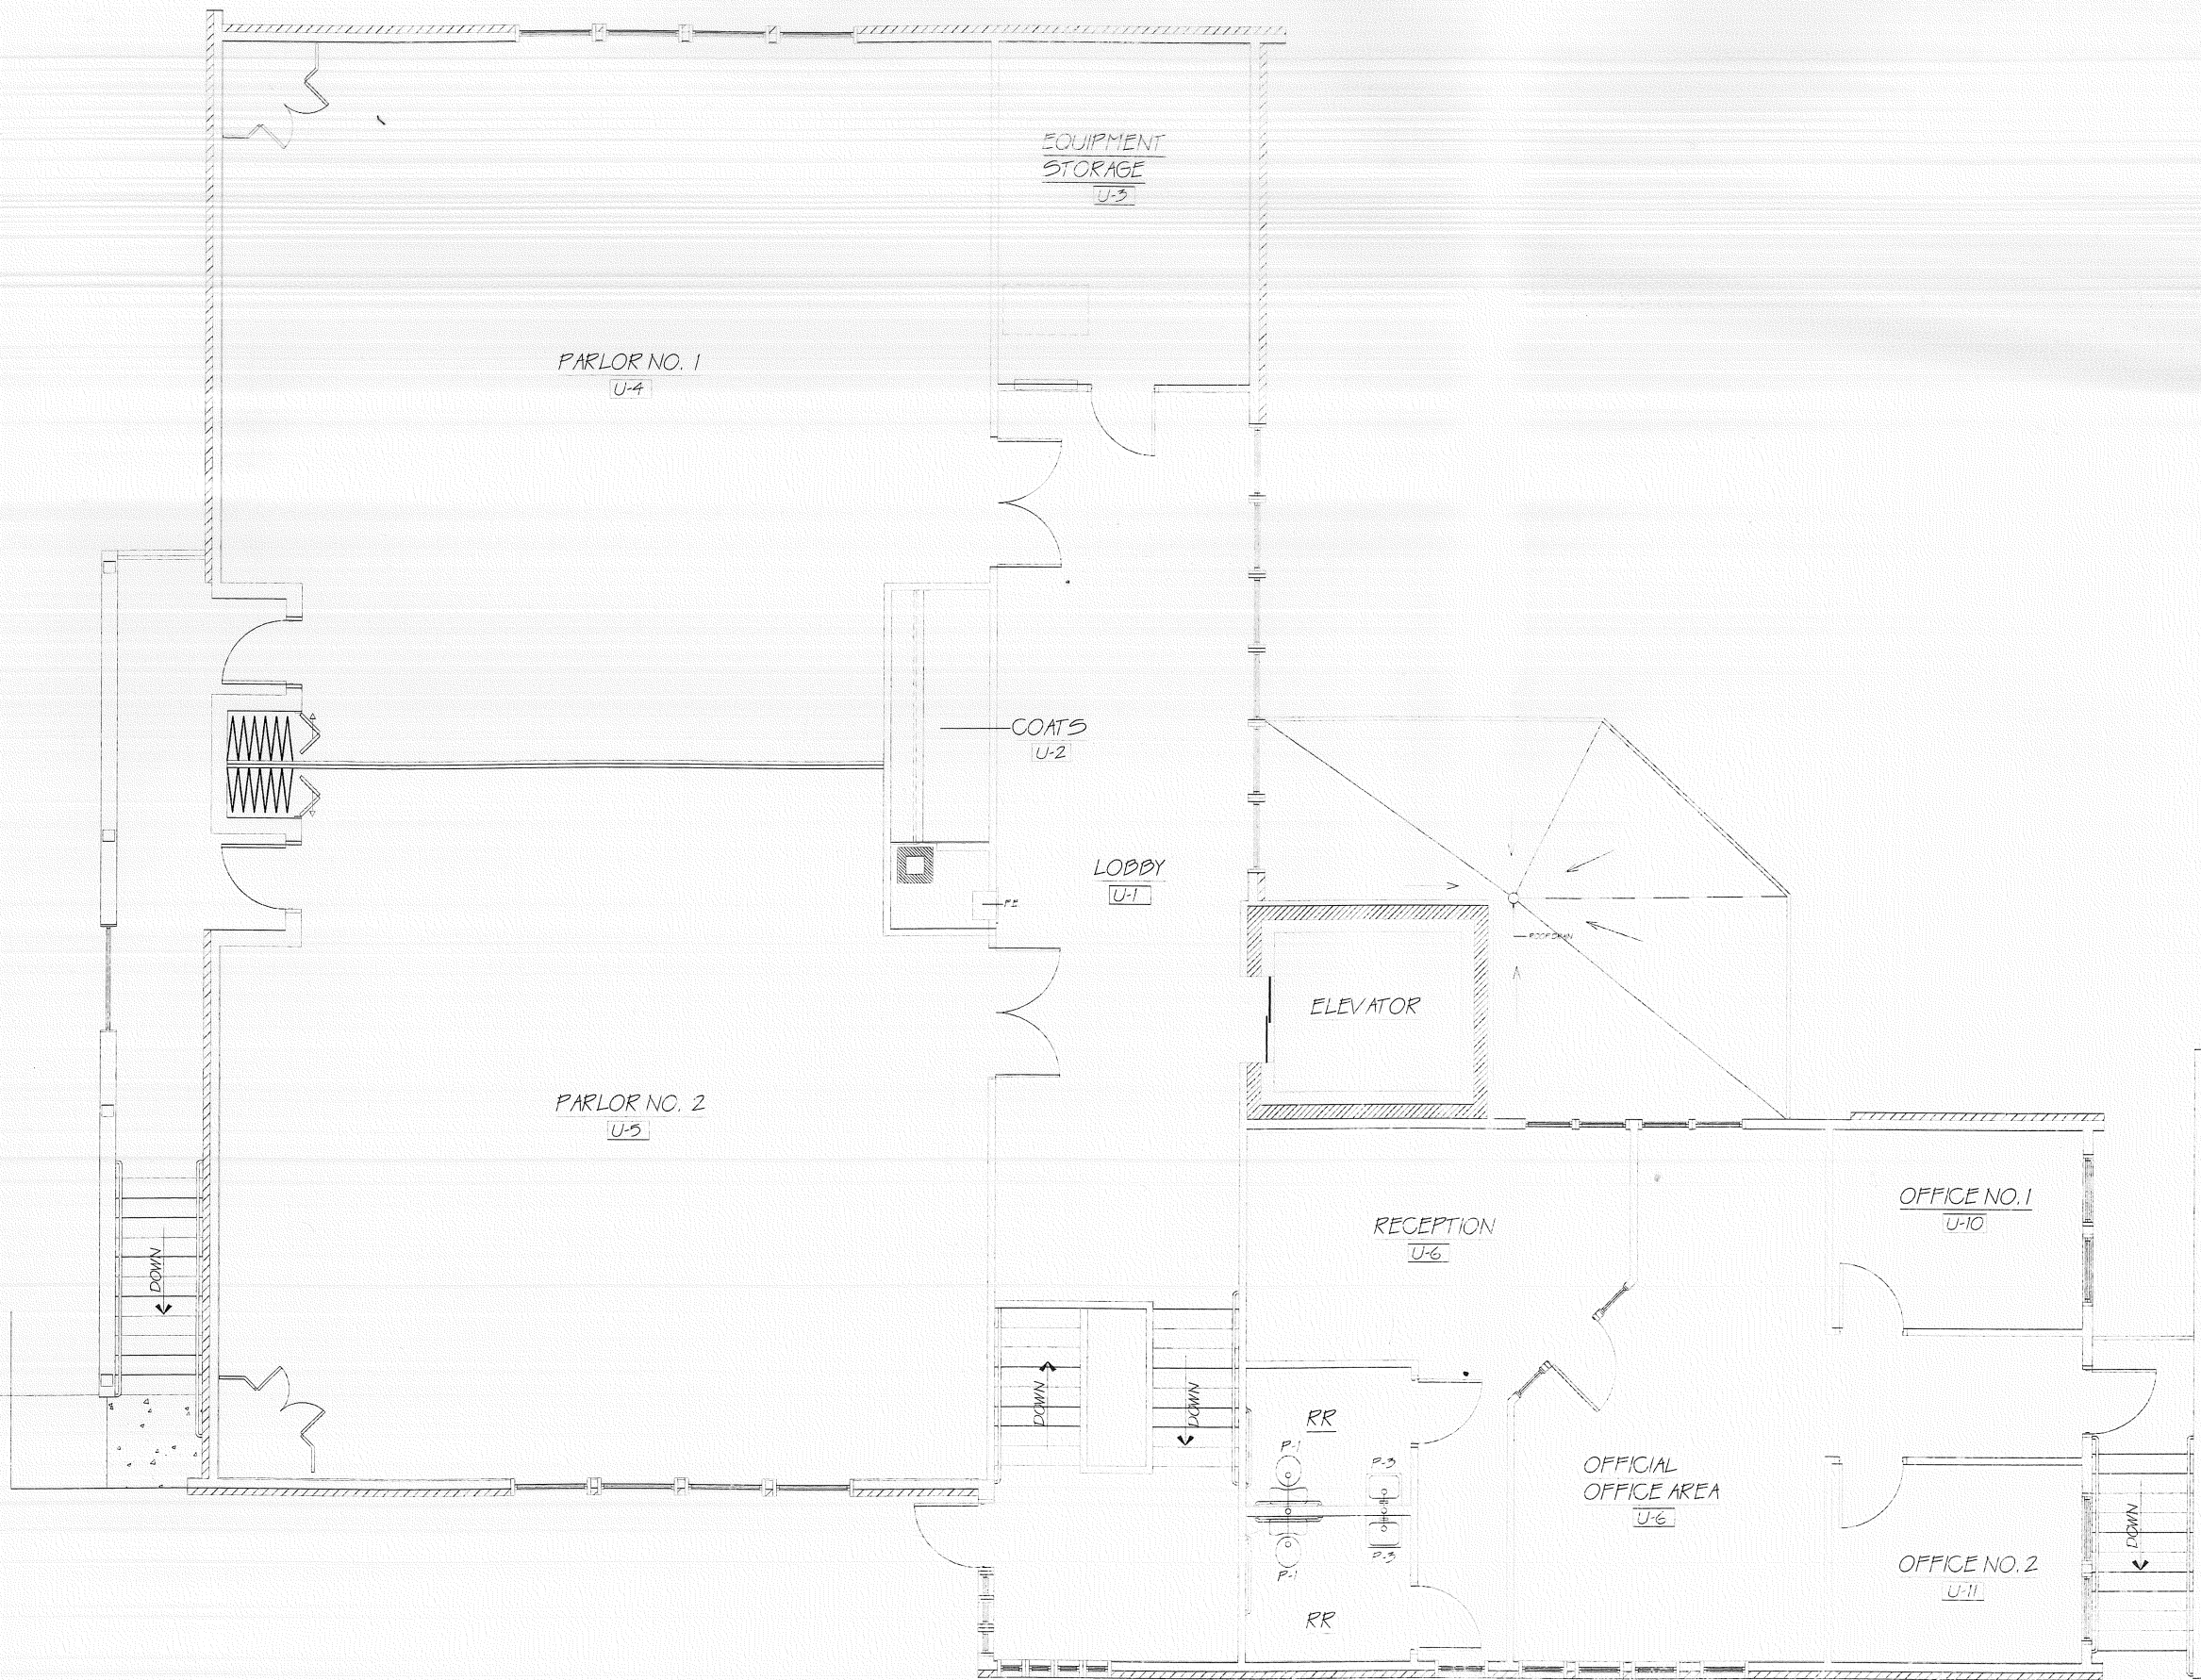 EQUIPMENT
STORAGE
U-3
PARLOR NO. 1
U-4
COATS
U-2
LOBBY
U-1
FE
ELEVATOR
PARLOR NO. 2
U-5
RECEPTION
U-6
OFFICE NO. 1
U-10
DOWN
DOWN
DOWN
RR
P-1
P-3
OFFICIAL
OFFICE AREA
U-6
P-3
P-1
RR
OFFICE NO. 2
U-11
DOWN